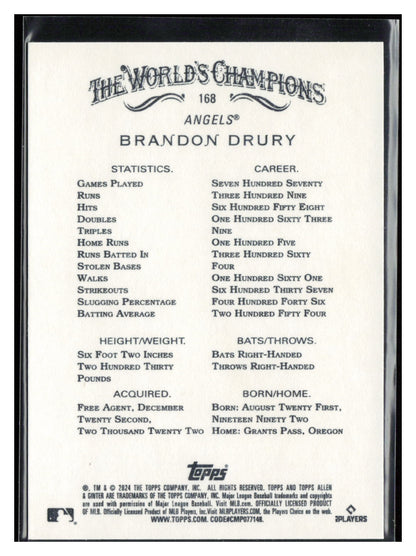 THE WORLD'S CHAMPIONS
168
ANGELS®
BRANDON DRURY
STATISTICS. CAREER.
GAMES PLAYED SEVEN HUNDRED SEVENTY
RUNS THREE HUNDRED NINE
HITS SIX HUNDRED FIFTY EIGHT
DOUBLES ONE HUNDRED SIXTY THREE
TRIPLES NINE
HOME RUNS ONE HUNDRED FIVE
RUNS BATTED IN THREE HUNDRED SIXTY
STOLEN BASES FOUR
WALKS ONE HUNDRED SIXTY ONE
STRIKEOUTS SIX HUNDRED THIRTY SEVEN
SLUGGING PERCENTAGE FOUR HUNDRED FORTY SIX
BATTING AVERAGE TWO HUNDRED FIFTY FOUR
HEIGHT/WEIGHT. BATS/THROWS.
SIX FOOT TWO INCHES BATS RIGHT-HANDED
TWO HUNDRED THIRTY THROWS RIGHT-HANDED
POUNDS
ACQUIRED. BORN/HOME.
FREE AGENT, DECEMBER BORN: AUGUST TWENTY FIRST,
TWENTY SECOND, NINETEEN NINETY TWO
TWO THOUSAND TWENTY TWO HOME: GRANTS PASS, OREGON
Topps
®, TM & © 2024 THE TOPPS COMPANY, INC. ALL RIGHTS RESERVED. TOPPS AND TOPPS ALLEN
& GINTER ARE TRADEMARKS OF THE TOPPS COMPANY, INC. Major League Baseball trademarks and copyrights
are used with permission of Major League Baseball. MLB.COM. OFFICIALLY LICENSED PRODUCT
OF MLB. Officially Licensed Product of MLB Players, Inc. Visit MLBPLAYERS.COM, the Players Choice on the web.
WWW.TOPPS.COM. CODE#CMP077148.
PLAYERS